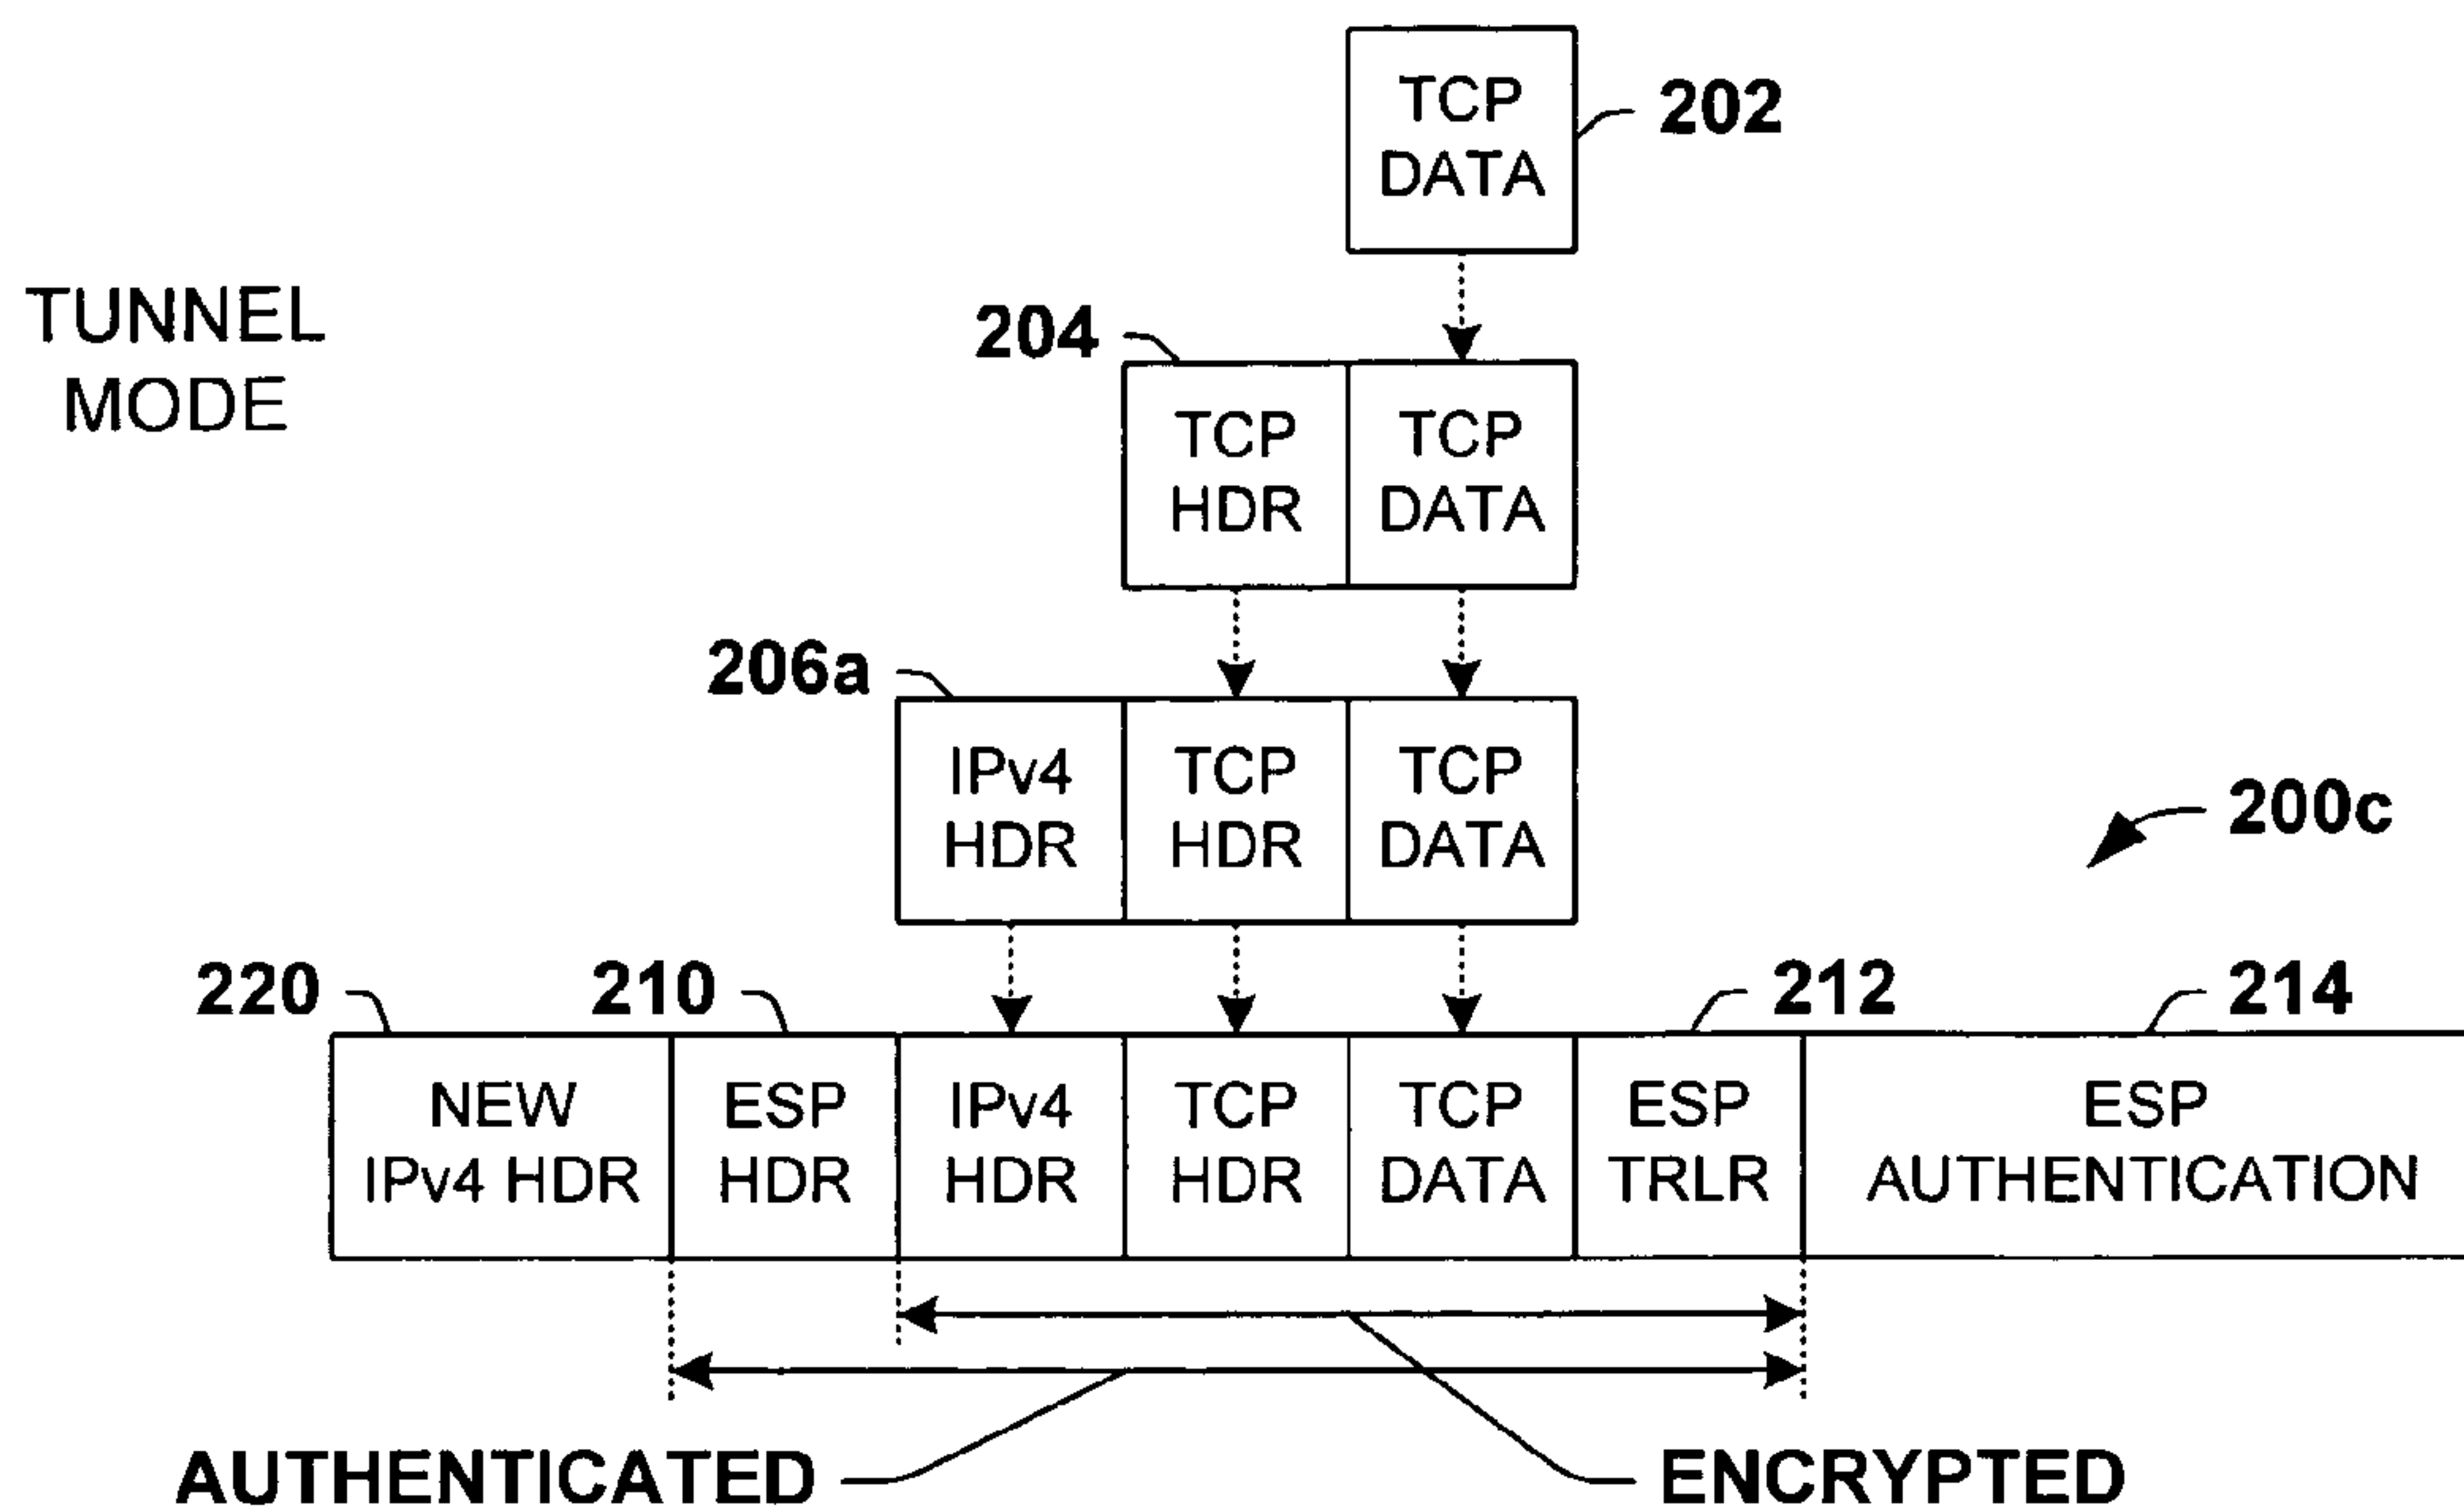 TCP
DATA
202
TUNNEL
MODE
204
TCP
HDR
TCP
DATA
206a
IPv4
HDR
TCP
HDR
TCP
DATA
200c
220
210
212
214
NEW
IPv4 HDR
ESP
HDR
IPv4
HDR
TCP
HDR
TCP
DATA
ESP
TRLR
ESP
AUTHENTICATION
AUTHENTICATED
ENCRYPTED